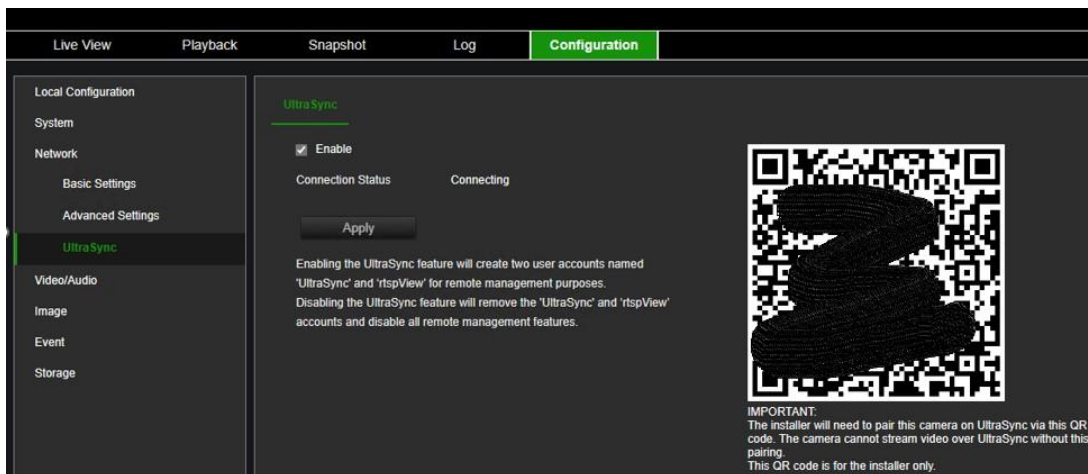 Live View Playback Snapshot Log Configuration
Local Configuration
System
Network
Basic Settings
Advanced Settings
UltraSync
Video/Audio
Image
Event
Storage
UltraSync
Enable
Connection Status Connecting
Apply
Enabling the UltraSync feature will create two user accounts named
'UltraSync' and 'rtspView' for remote management purposes.
Disabling the UltraSync feature will remove the 'UltraSync' and 'rtspView'
accounts and disable all remote management features.
IMPORTANT:
The installer will need to pair this camera on UltraSync via this QR
code. The camera cannot stream video over UltraSync without this
pairing.
This QR code is for the installer only.